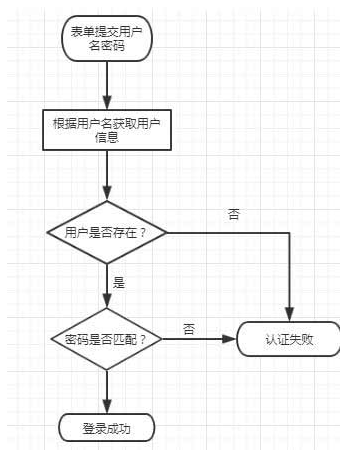 表单提交用户
名密码
根据用户名获取用户
信息
用户是否存在？
否
是
密码是否匹配？
否
认证失败
登录成功